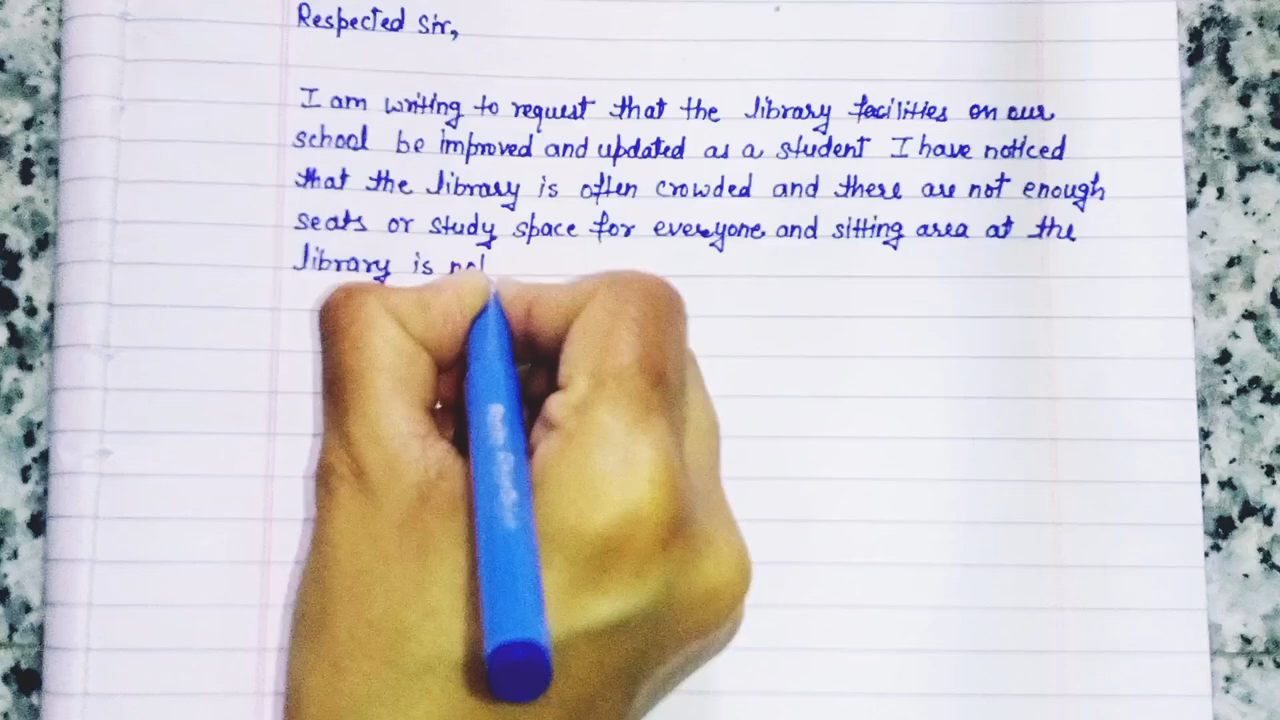 Respected Sir,
I am writing to request that the library facilities on our
school be improved and updated as a student I have noticed
that the library is often crowded and there are not enough
seats or study space for everyone and sitting area at the
library is not